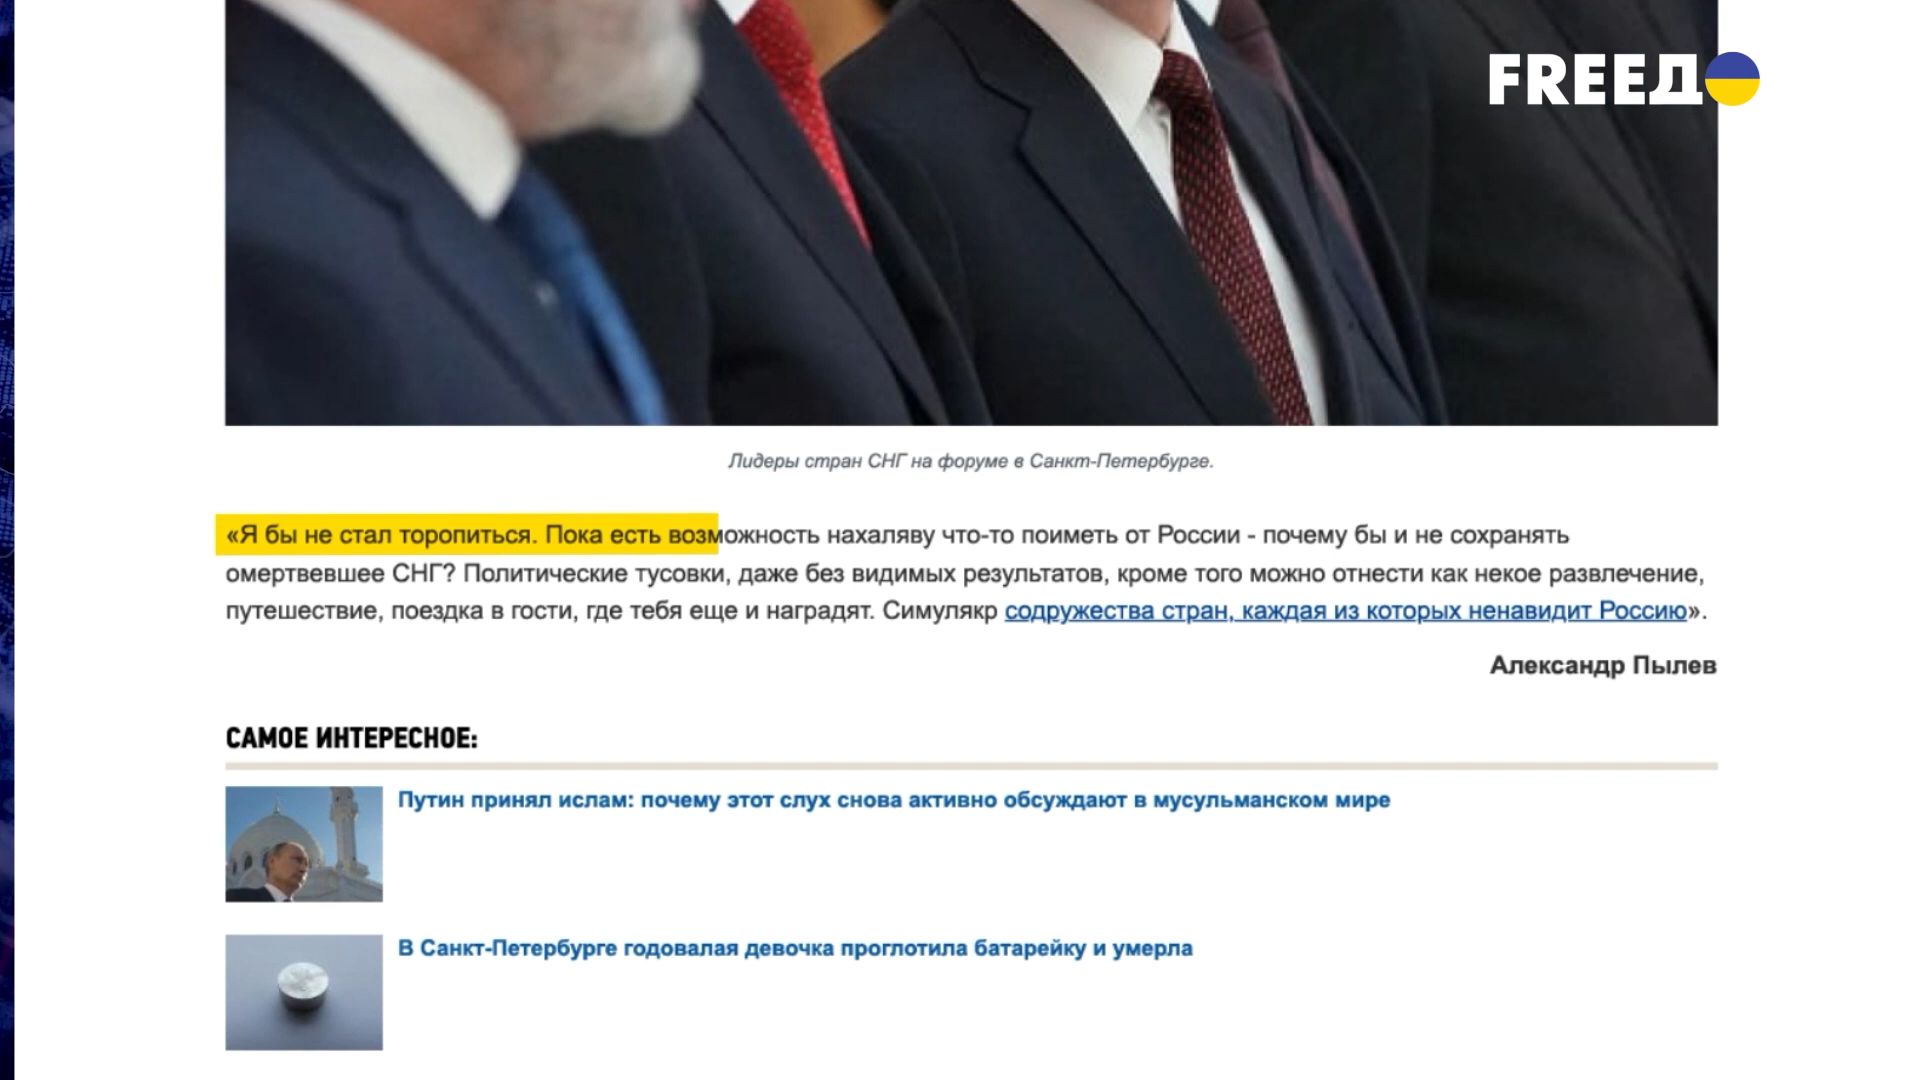 FREEДО
Лидеры стран СНГ на форуме в Санкт-Петербурге.
«Я бы не стал торопиться. Пока есть возможность нахаляву что-то поиметь от России - почему бы и не сохранять
омертвевшее СНГ? Политические тусовки, даже без видимых результатов, кроме того можно отнести как некое развлечение,
путешествие, поездка в гости, где тебя еще и наградят. Симулякр содружества стран, каждая из которых ненавидит Россию».
Александр Пылев
САМОЕ ИНТЕРЕСНОЕ:
Путин принял ислам: почему этот слух снова активно обсуждают в мусульманском мире
В Санкт-Петербурге годовалая девочка проглотила батарейку и умерла